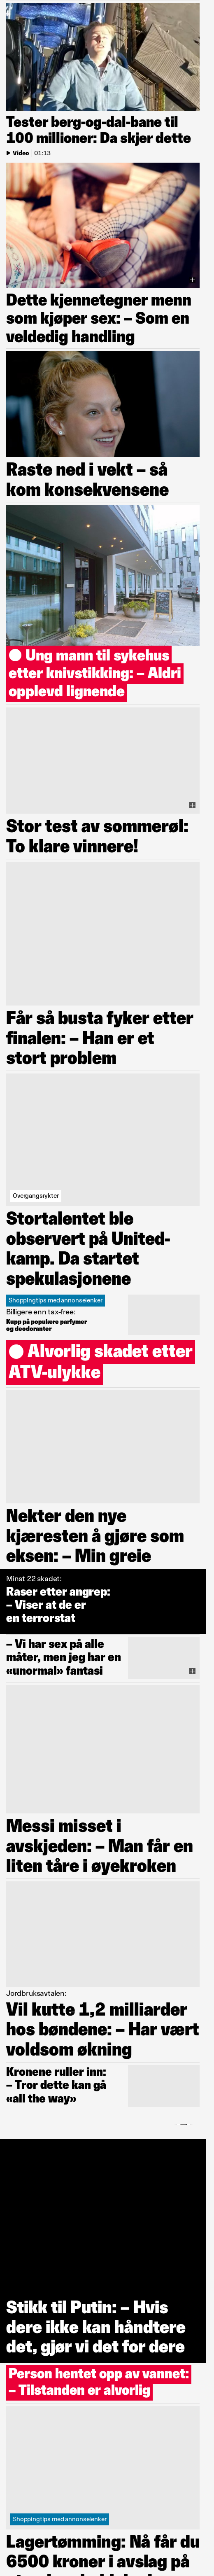 Tester berg-og-dal-bane til
100 millioner: Da skjer dette
Video | 01:13
Dette kjennetegner menn
som kjøper sex: – Som en
veldedig handling
Raste ned i vekt – så
kom konsekvensene
Ung mann til sykehus
etter knivstikking: – Aldri
opplevd lignende
Stor test av sommerøl:
To klare vinnere!
Får så busta fyker etter
finalen: – Han er et
stort problem
Overgangsrykter
Stortalentet ble
observert på United-
kamp. Da startet
spekulasjonene
Shoppingtips med annonselenker
Billigere enn tax-free:
Kupp på populære parfymer
og deodoranter
Alvorlig skadet etter
ATV-ulykke
Nekter den nye
kjæresten å gjøre som
eksen: – Min greie
Minst 22 skadet:
Raser etter angrep:
– Viser at de er
en terrorstat
– Vi har sex på alle
måter, men jeg har en
«unormal» fantasi
Messi misset i
avskjeden: – Man får en
liten tåre i øyekroken
Jordbruksavtalen:
Vil kutte 1,2 milliarder
hos bøndene: – Har vært
voldsom økning
Kronene ruller inn:
– Tror dette kan gå
«all the way»
Stikk til Putin: – Hvis
dere ikke kan håndtere
det, gjør vi det for dere
Person hentet opp av vannet:
– Tilstanden er alvorlig
Shoppingtips med annonselenker
Lagertømming: Nå får du
6500 kroner i avslag på